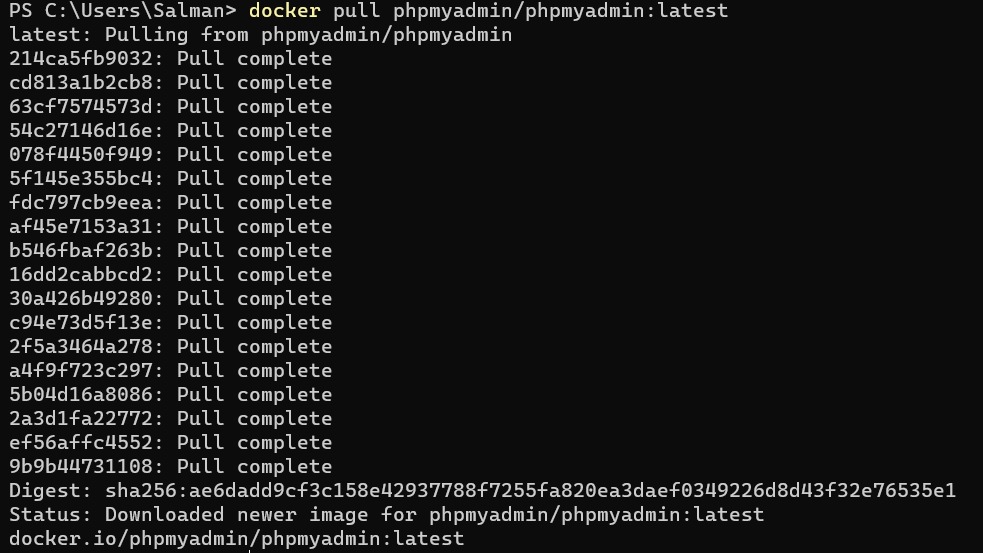 PS C:\Users\Salman> docker pull phpmyadmin/phpmyadmin:latest
latest: Pulling from phpmyadmin/phpmyadmin
214ca5fb9032: Pull complete
cd813a1b2cb8: Pull complete
63cf7574573d: Pull complete
54c27146d16e: Pull complete
078f4450f949: Pull complete
5f145e355bc4: Pull complete
fdc797cb9eea: Pull complete
af45e7153a31: Pull complete
b546fbaf263b: Pull complete
16dd2cabbcd2: Pull complete
30a426b49280: Pull complete
c94e73d5f13e: Pull complete
2f5a3464a278: Pull complete
a4f9f723c297: Pull complete
5b04d16a8086: Pull complete
2a3d1fa22772: Pull complete
ef56affc4552: Pull complete
9b9b44731108: Pull complete
Digest: sha256:ae6dadd9cf3c158e42937788f7255fa820ea3daef0349226d8d43f32e76535e1
Status: Downloaded newer image for phpmyadmin/phpmyadmin:latest
docker.io/phpmyadmin/phpmyadmin:latest